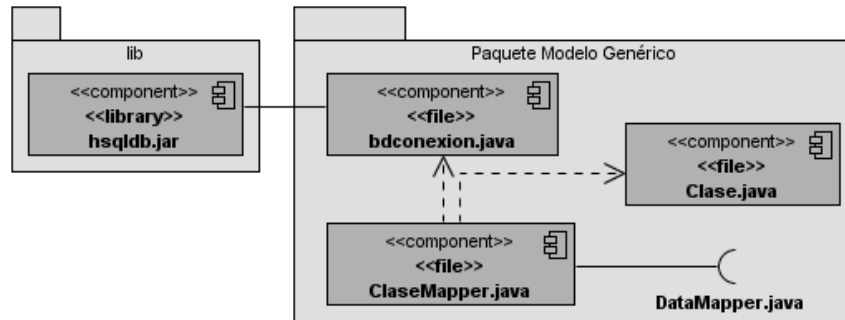 lib
<<component>>
<<library>>
hsqldb.jar
Paquete Modelo Genérico
<<component>>
<<file>>
bdconexion.java
<<component>>
<<file>>
Clase.java
<<component>>
<<file>>
ClaseMapper.java
DataMapper.java